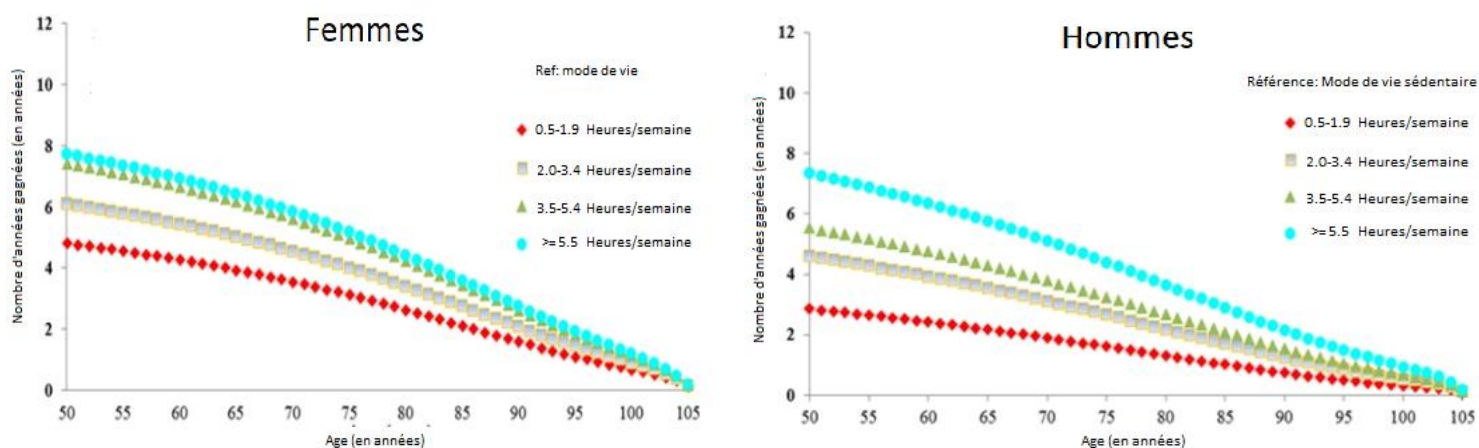 Femmes
Ref: mode de vie
0.5-1.9 Heures/semaine
2.0-3.4 Heures/semaine
3.5-5.4 Heures/semaine
>= 5.5 Heures/semaine
Nombre d'années gagnées (en années)
12
10
8
6
4
2
0
50 55 60 65 70 75 80 85 90 95 100 105
Age (en années)
Hommes
Référence: Mode de vie sédentaire
0.5-1.9 Heures/semaine
2.0-3.4 Heures/semaine
3.5-5.4 Heures/semaine
>= 5.5 Heures/semaine
Nombre d'années gagnées (en années)
12
10
8
6
4
2
0
50 55 60 65 70 75 80 85 90 95 100 105
Age (en années)